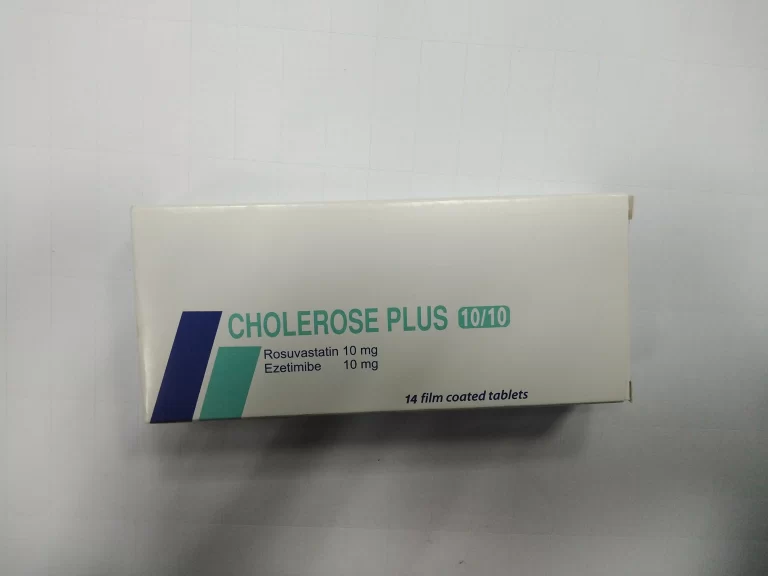 CHOLEROSE PLUS 10/10
Rosuvastatin 10 mg
Ezetimibe 10 mg
14 film coated tablets